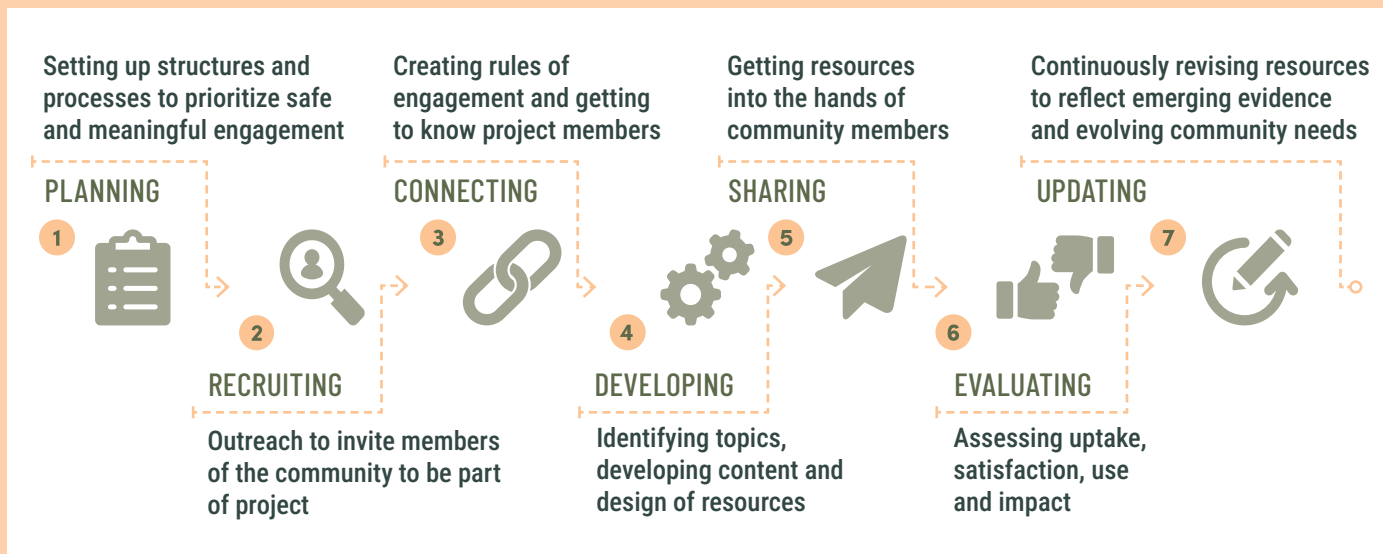 Setting up structures and
processes to prioritize safe
and meaningful engagement
PLANNING
1
2
RECRUITING
Outreach to invite members
of the community to be part
of project
Creating rules of
engagement and getting
to know project members
CONNECTING
3
4
DEVELOPING
Identifying topics,
developing content and
design of resources
Getting resources
into the hands of
community members
SHARING
5
6
EVALUATING
Assessing uptake,
satisfaction, use
and impact
Continuously revising resources
to reflect emerging evidence
and evolving community needs
UPDATING
7